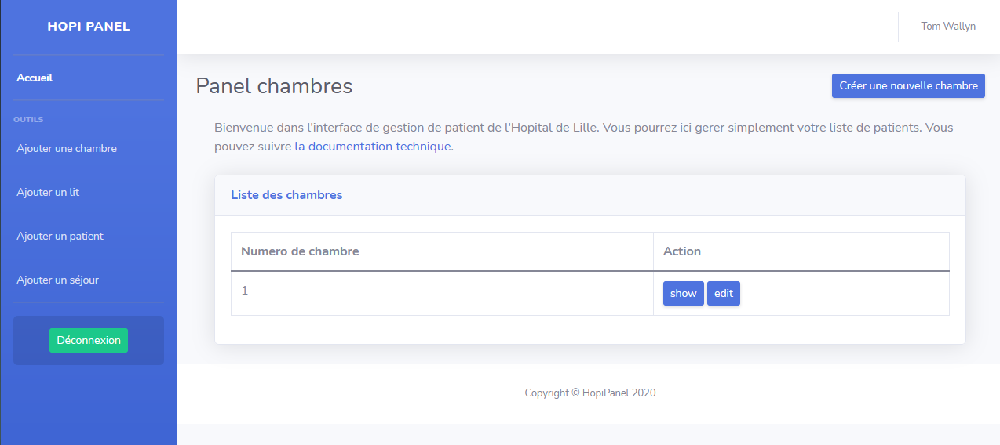 HOPI PANEL
Tom Wallyn
Accueil
OUTILS
Ajouter une chambre
Ajouter un lit
Ajouter un patient
Ajouter un séjour
Déconnexion
Panel chambres
Créer une nouvelle chambre
Bienvenue dans l'interface de gestion de patient de l'Hopital de Lille. Vous pourrez ici gerer simplement votre liste de patients. Vous
pouvez suivre la documentation technique.
Liste des chambres
Numero de chambre Action
1 show edit
Copyright © HopiPanel 2020